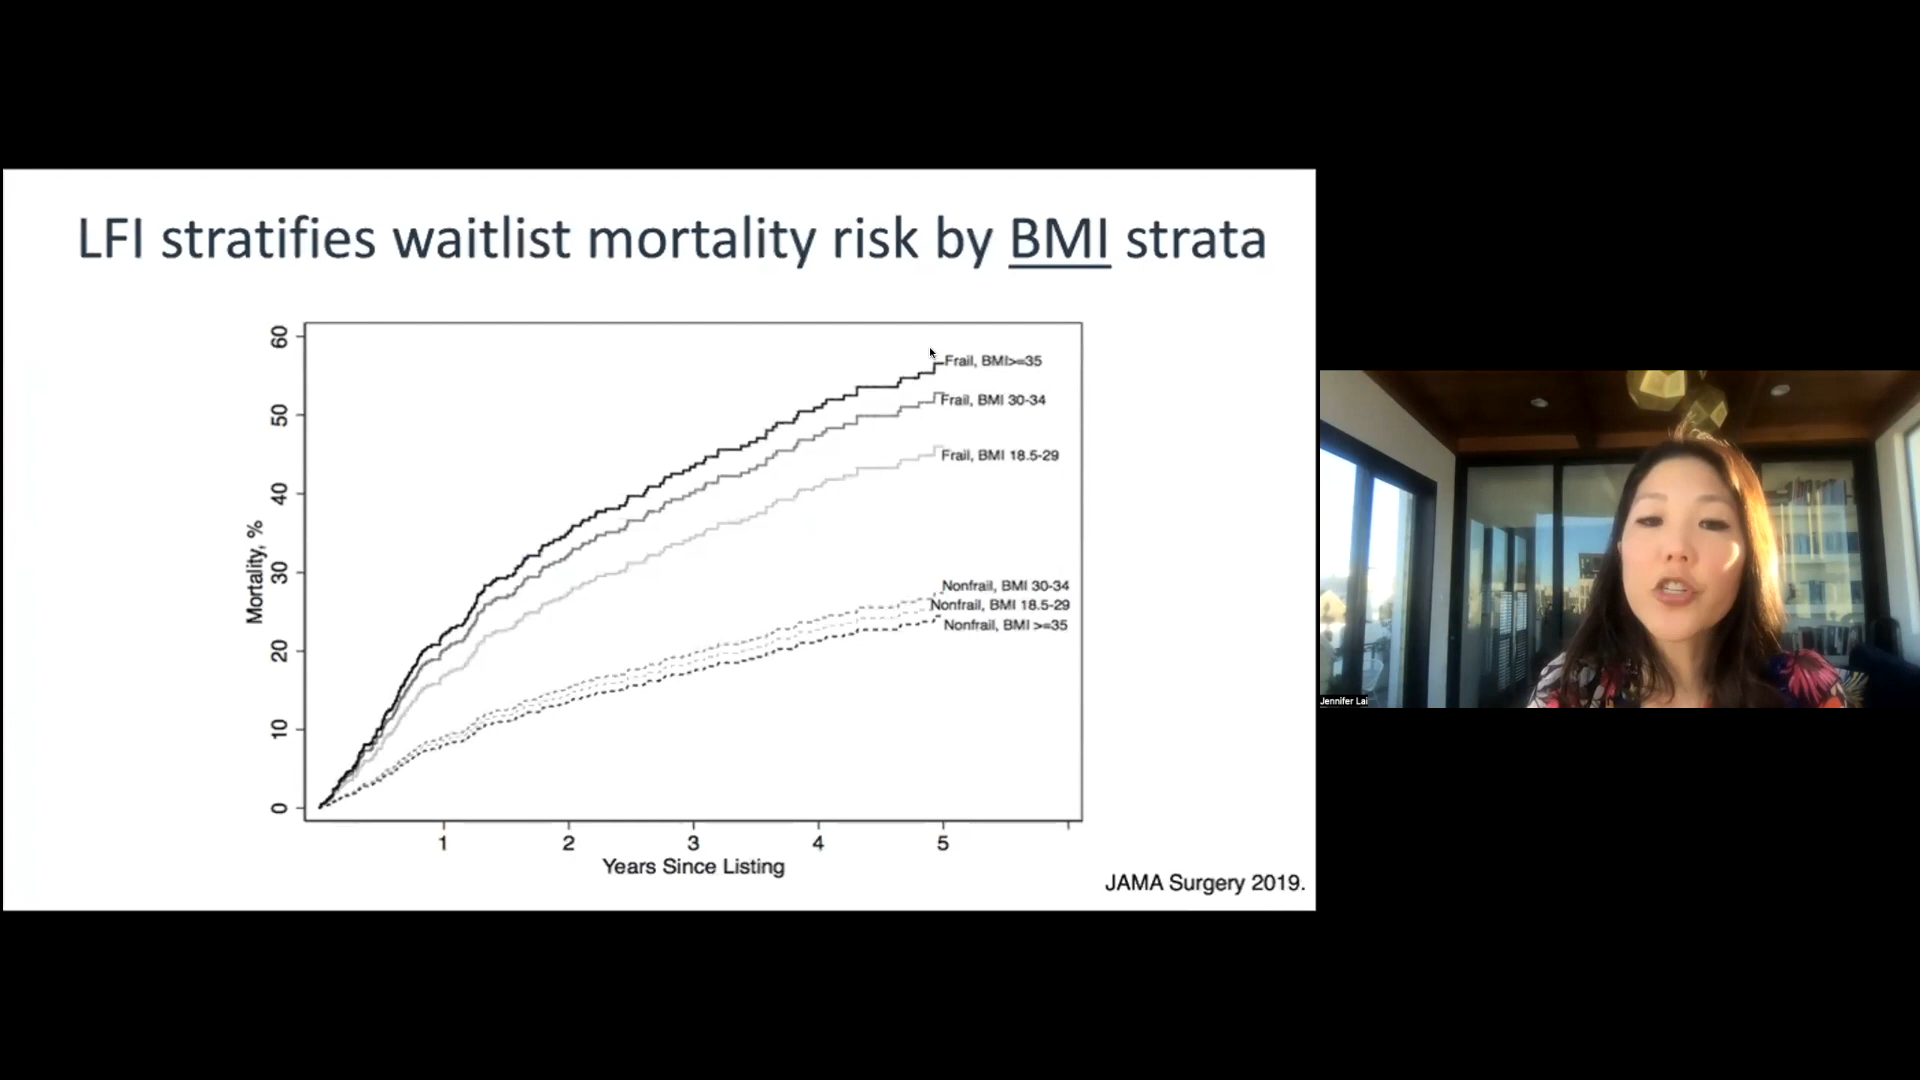 LFI stratifies waitlist mortality risk by BMI strata
60
50
40
30
20
10
0
Mortality, %
Frail, BMI>=35
Frail, BMI 30-34
Frail, BMI 18.5-29
Nonfrail, BMI 30-34
Nonfrail, BMI 18.5-29
Nonfrail, BMI >=35
1 2 3 4 5
Years Since Listing
JAMA Surgery 2019.
Jennifer Lai